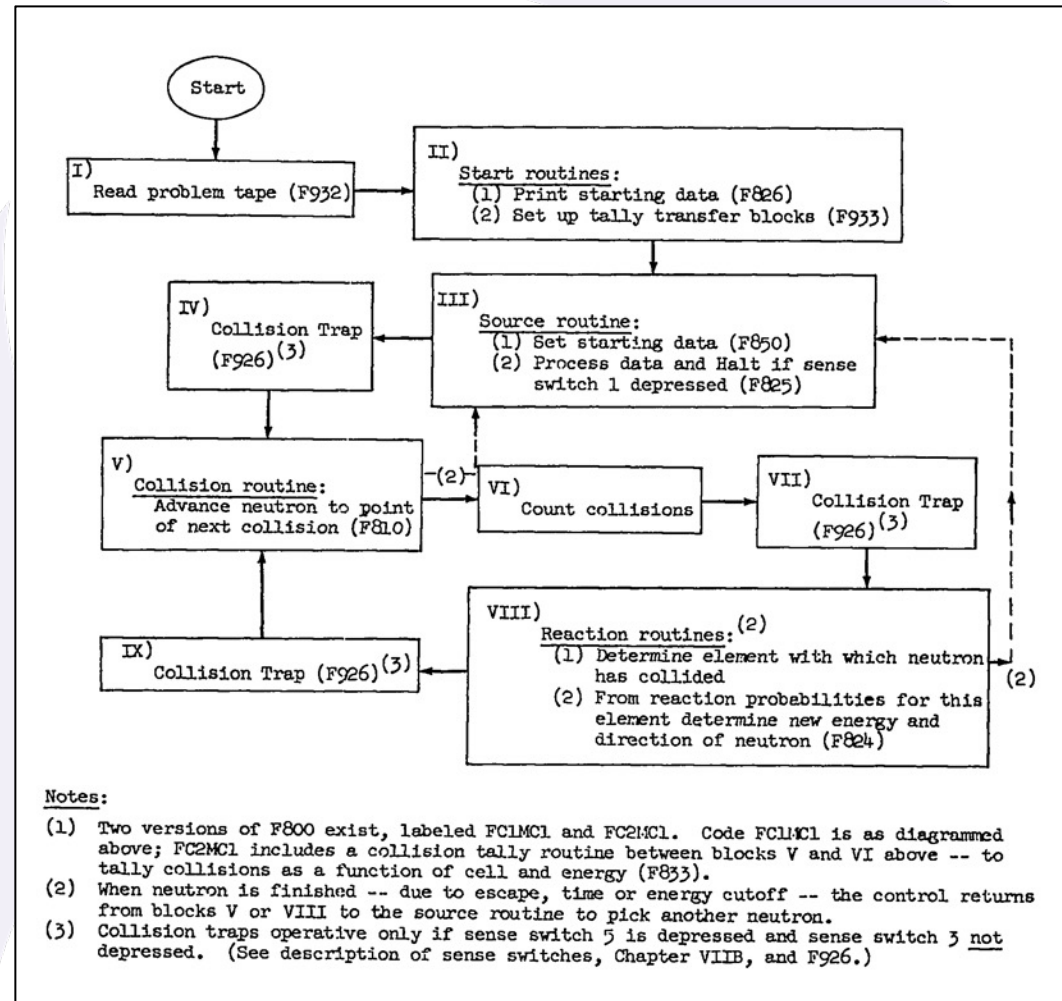 Start
I)
Read problem tape (F932)
II)
Start routines:
(1) Print starting data (F826)
(2) Set up tally transfer blocks (F933)
III)
Source routine:
(1) Set starting data (F850)
(2) Process data and Halt if sense
switch 1 depressed (F825)
IV)
Collision Trap
(F926)(3)
V)
Collision routine:
Advance neutron to point
of next collision (F810)
(2)
VI)
Count collisions
VII)
Collision Trap
(F926)(3)
VIII)
Reaction routines:(2)
(1) Determine element with which neutron
has collided
(2) From reaction probabilities for this
element determine new energy and
direction of neutron (F824)
(2)
IX)
Collision Trap (F926)(3)
Notes:
(1) Two versions of F800 exist, labeled FC1MC1 and FC2MC1. Code FC1MC1 is as diagrammed
above; FC2MC1 includes a collision tally routine between blocks V and VI above -- to
tally collisions as a function of cell and energy (F833).
(2) When neutron is finished -- due to escape, time or energy cutoff -- the control returns
from blocks V or VIII to the source routine to pick another neutron.
(3) Collision traps operative only if sense switch 5 is depressed and sense switch 3 not
depressed. (See description of sense switches, Chapter VIIB, and F926.)